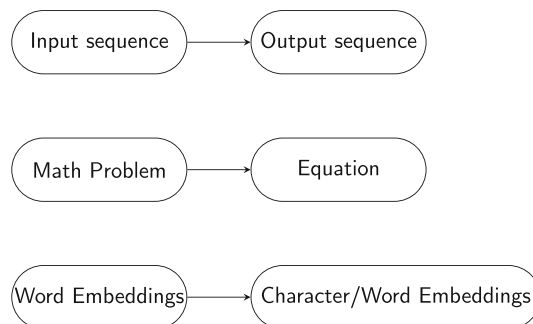 Input sequence Output sequence
Math Problem Equation
Word Embeddings Character/Word Embeddings